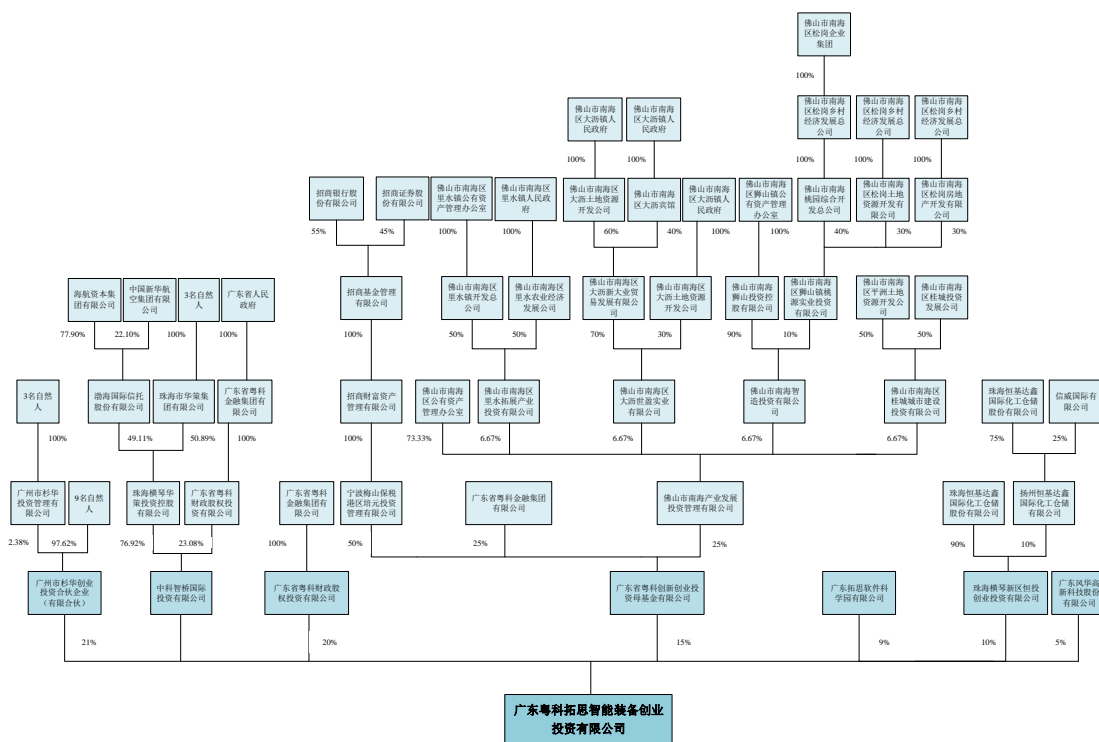 佛山市南海
区松岗企业
集团
100%
佛山市南海
区大沥镇人
民政府
佛山市南海
区大沥镇人
民政府
佛山市南海
区松岗乡村
经济发展总
公司
佛山市南海
区松岗乡村
经济发展总
公司
佛山市南海
区松岗乡村
经济发展总
公司
100%
100%
100%
100%
100%
招商银行股
份有限公司
招商证券股
份有限公司
佛山市南海区
里水镇公有资
产管理办公室
佛山市南海区
里水镇人民政
府
佛山市南海区
大沥土地资源
开发公司
佛山市南海
区大沥宾馆
佛山市南海
区大沥镇人
民政府
佛山市南海
区狮山镇公
有资产管理
办公室
佛山市南海
桃园综合开
发总公司
佛山市南海
区松岗土地
资源开发有
限公司
佛山市南海
区松岗房地
产开发有限
公司
55%
45%
100%
100%
60%
40%
100%
100%
40%
30%
30%
海航资本集
团有限公司
中国新华航
空集团有限
公司
3名自然
人
广东省人民
政府
招商基金管理
有限公司
佛山市南海区
里水镇开发总
公司
佛山市南海区
里水农业经济
发展公司
佛山市南海区
大沥新大业贸
易发展有限公
司
佛山市南海
区大沥土地
资源开发公
司
佛山市南海
狮山投资控
股有限公司
佛山市南海
区狮山镇桃
源实业投资
有限公司
佛山市南海
区平洲土地
资源开发公
司
佛山市南海
区桂城投资
发展公司
77.90%
22.10%
100%
100%
100%
50%
50%
70%
30%
90%
10%
50%
50%
3名自然
人
渤海国际信托
股份有限公司
珠海市华策集
团有限公司
广东省粤科
金融集团有
限公司
招商财富资产
管理有限公司
佛山市南海
区公有资产
管理办公室
佛山市南海区
里水拓展产业
投资有限公司
佛山市南海区
大沥世盈实业
有限公司
佛山市南海智
造投资有限公
司
佛山市南海区
桂城城市建设
投资有限公司
珠海恒基达鑫
国际化工仓储
股份有限公司
信威国际有
限公司
100%
49.11%
50.89%
100%
100%
73.33%
6.67%
6.67%
6.67%
6.67%
75%
25%
广州市杉华
投资管理有
限公司
9名自然
人
珠海横琴华
策投资控股
有限公司
广东省粤科
财政股权投
资有限公司
广东省粤科
金融集团有
限公司
宁波梅山保税
港区培元投资
管理有限公司
广东省粤科金融集团
有限公司
佛山市南海产业发展
投资管理有限公司
珠海恒基达鑫
国际化工仓储
股份有限公司
扬州恒基达鑫
国际化工仓储
有限公司
2.38%
97.62%
76.92%
23.08%
100%
50%
25%
25%
90%
10%
广州市杉华创业
投资合伙企业
（有限合伙）
中科智桥国际
投资有限公司
广东省粤科财政股
权投资有限公司
广东省粤科创新创业投
资母基金有限公司
广东拓思软件科
学园有限公司
珠海横琴新区恒投
创业投资有限公司
广东风华高
新科技股份
有限公司
21%
20%
15%
9%
10%
5%
广东粤科拓思智能装备创业
投资有限公司